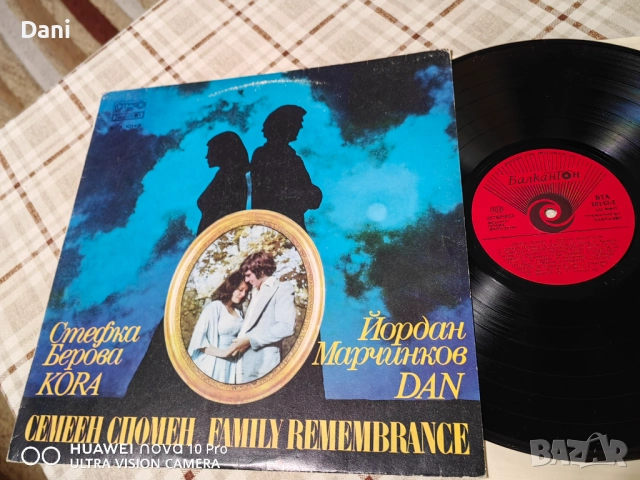 Dani
Стефка
Берова
KORA
Йордан
Марчинков
DAN
СЕМЕЕН СПОМЕН FAMILY REMEMBRANCE
Балкантон
HUAWEI nova 10 Pro
ULTRA VISION CAMERA
BAZAR